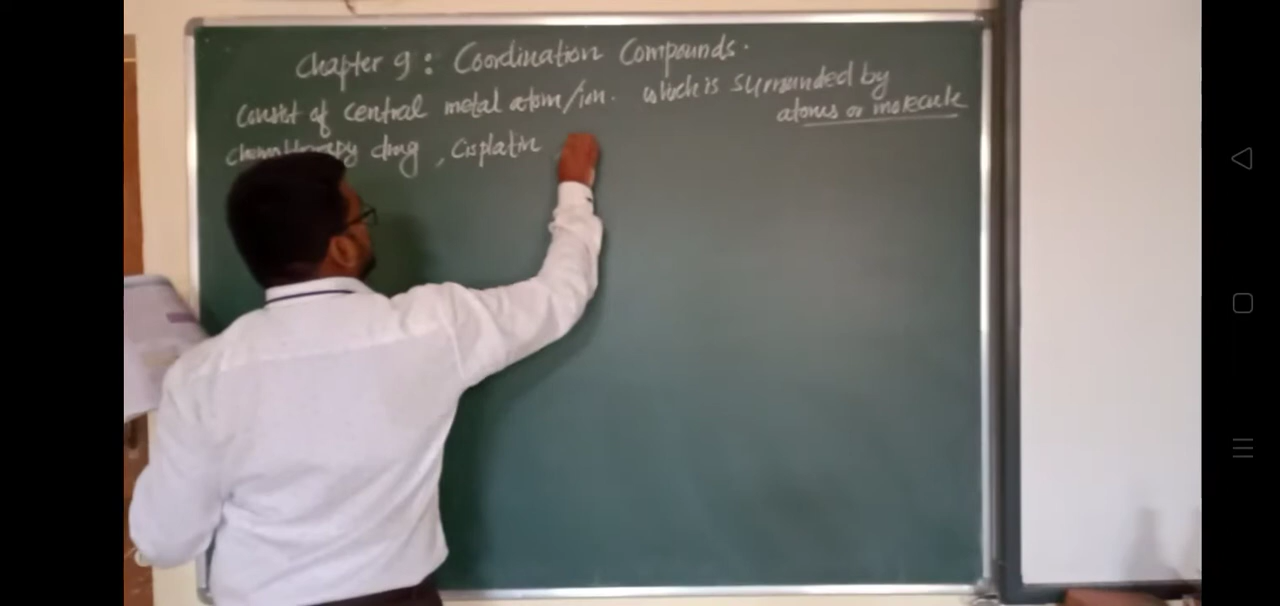 Chapter 9: Coordination Compounds.
Consist of central metal atom/ion. which is surrounded by
atoms or molecule
chemotherapy drug, Cisplatin